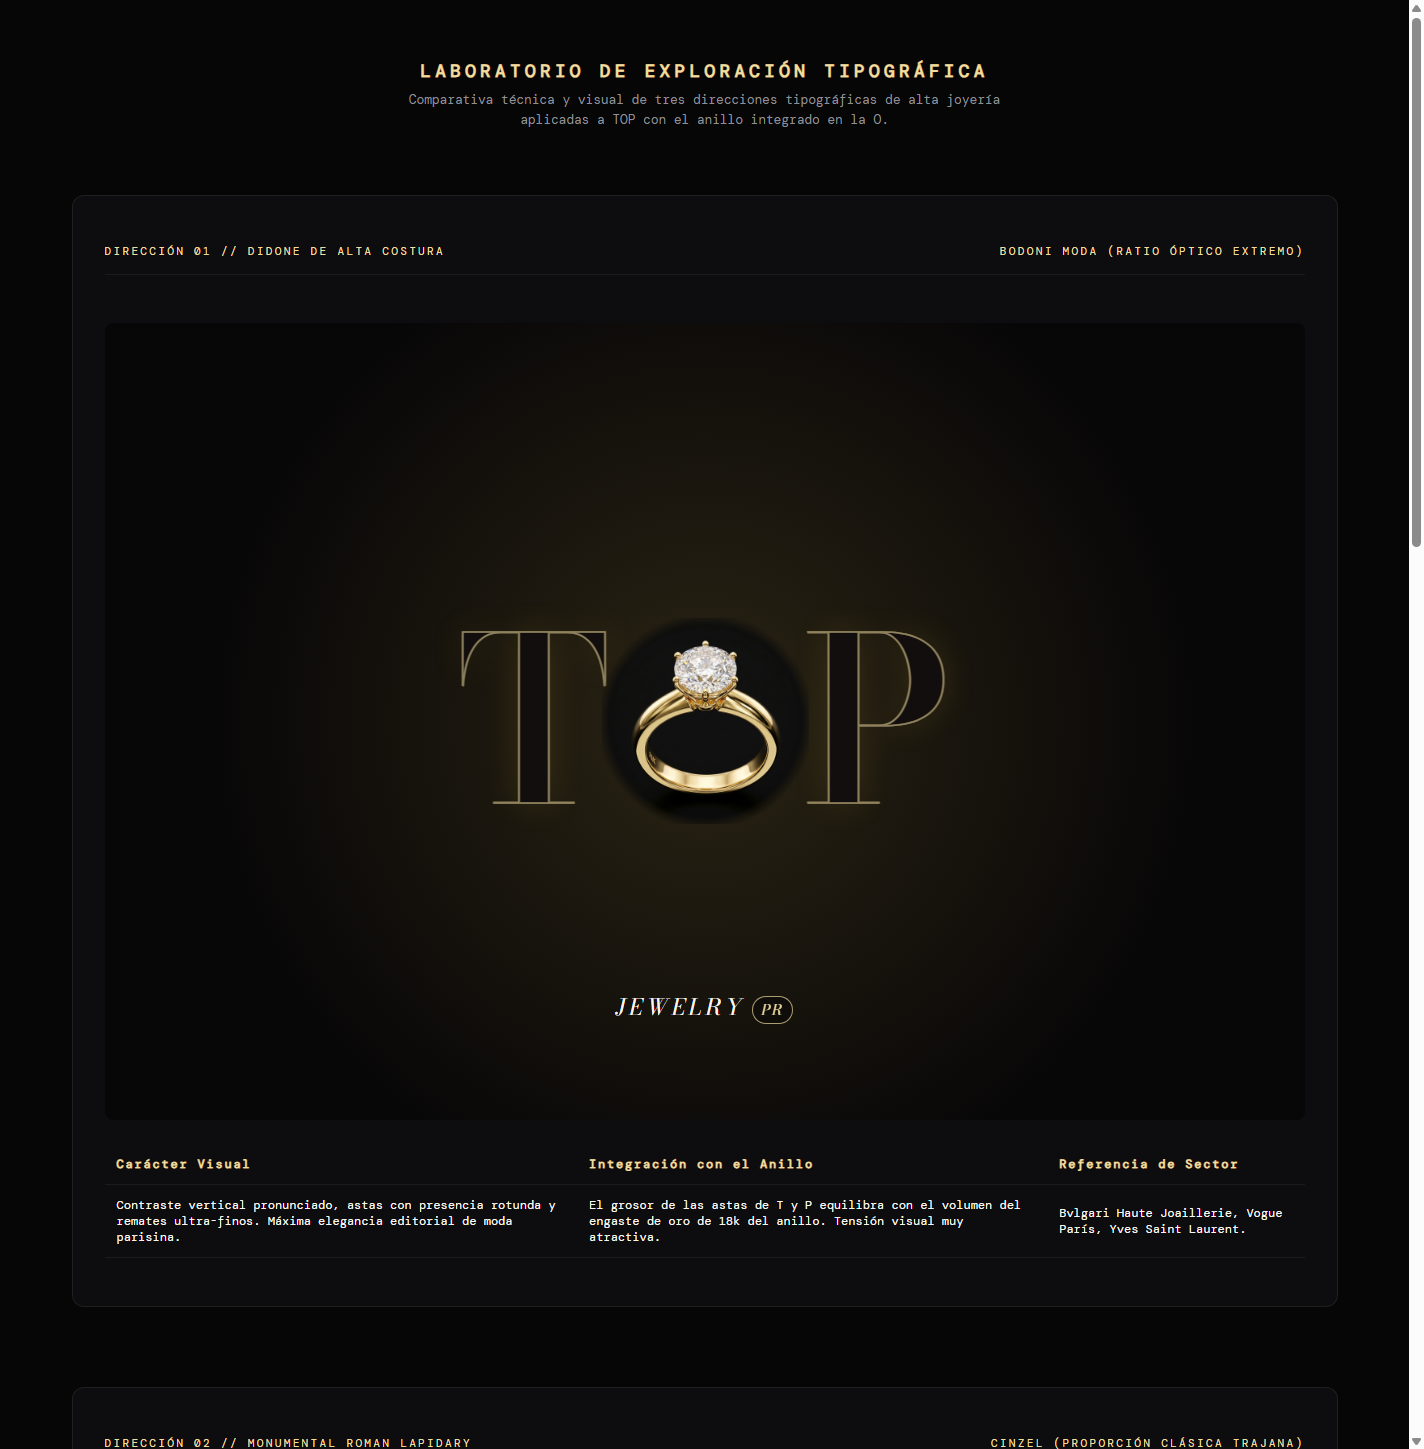 LABORATORIO DE EXPLORACIÓN TIPOGRÁFICA
Comparativa técnica y visual de tres direcciones tipográficas de alta joyería
aplicadas a TOP con el anillo integrado en la O.
DIRECCIÓN 01 // DIDONE DE ALTA COSTURA
BODONI MODA (RATIO ÓPTICO EXTREMO)
T P
JEWELRY PR
Carácter Visual
Integración con el Anillo
Referencia de Sector
Contraste vertical pronunciado, astas con presencia rotunda y
remates ultra-finos. Máxima elegancia editorial de moda
parisina.
El grosor de las astas de T y P equilibra con el volumen del
engaste de oro de 18k del anillo. Tensión visual muy
atractiva.
Bvlgari Haute Joaillerie, Vogue
París, Yves Saint Laurent.
DIRECCIÓN 02 // MONUMENTAL ROMAN LAPIDARY
CINZEL (PROPORCIÓN CLÁSICA TRAJANA)